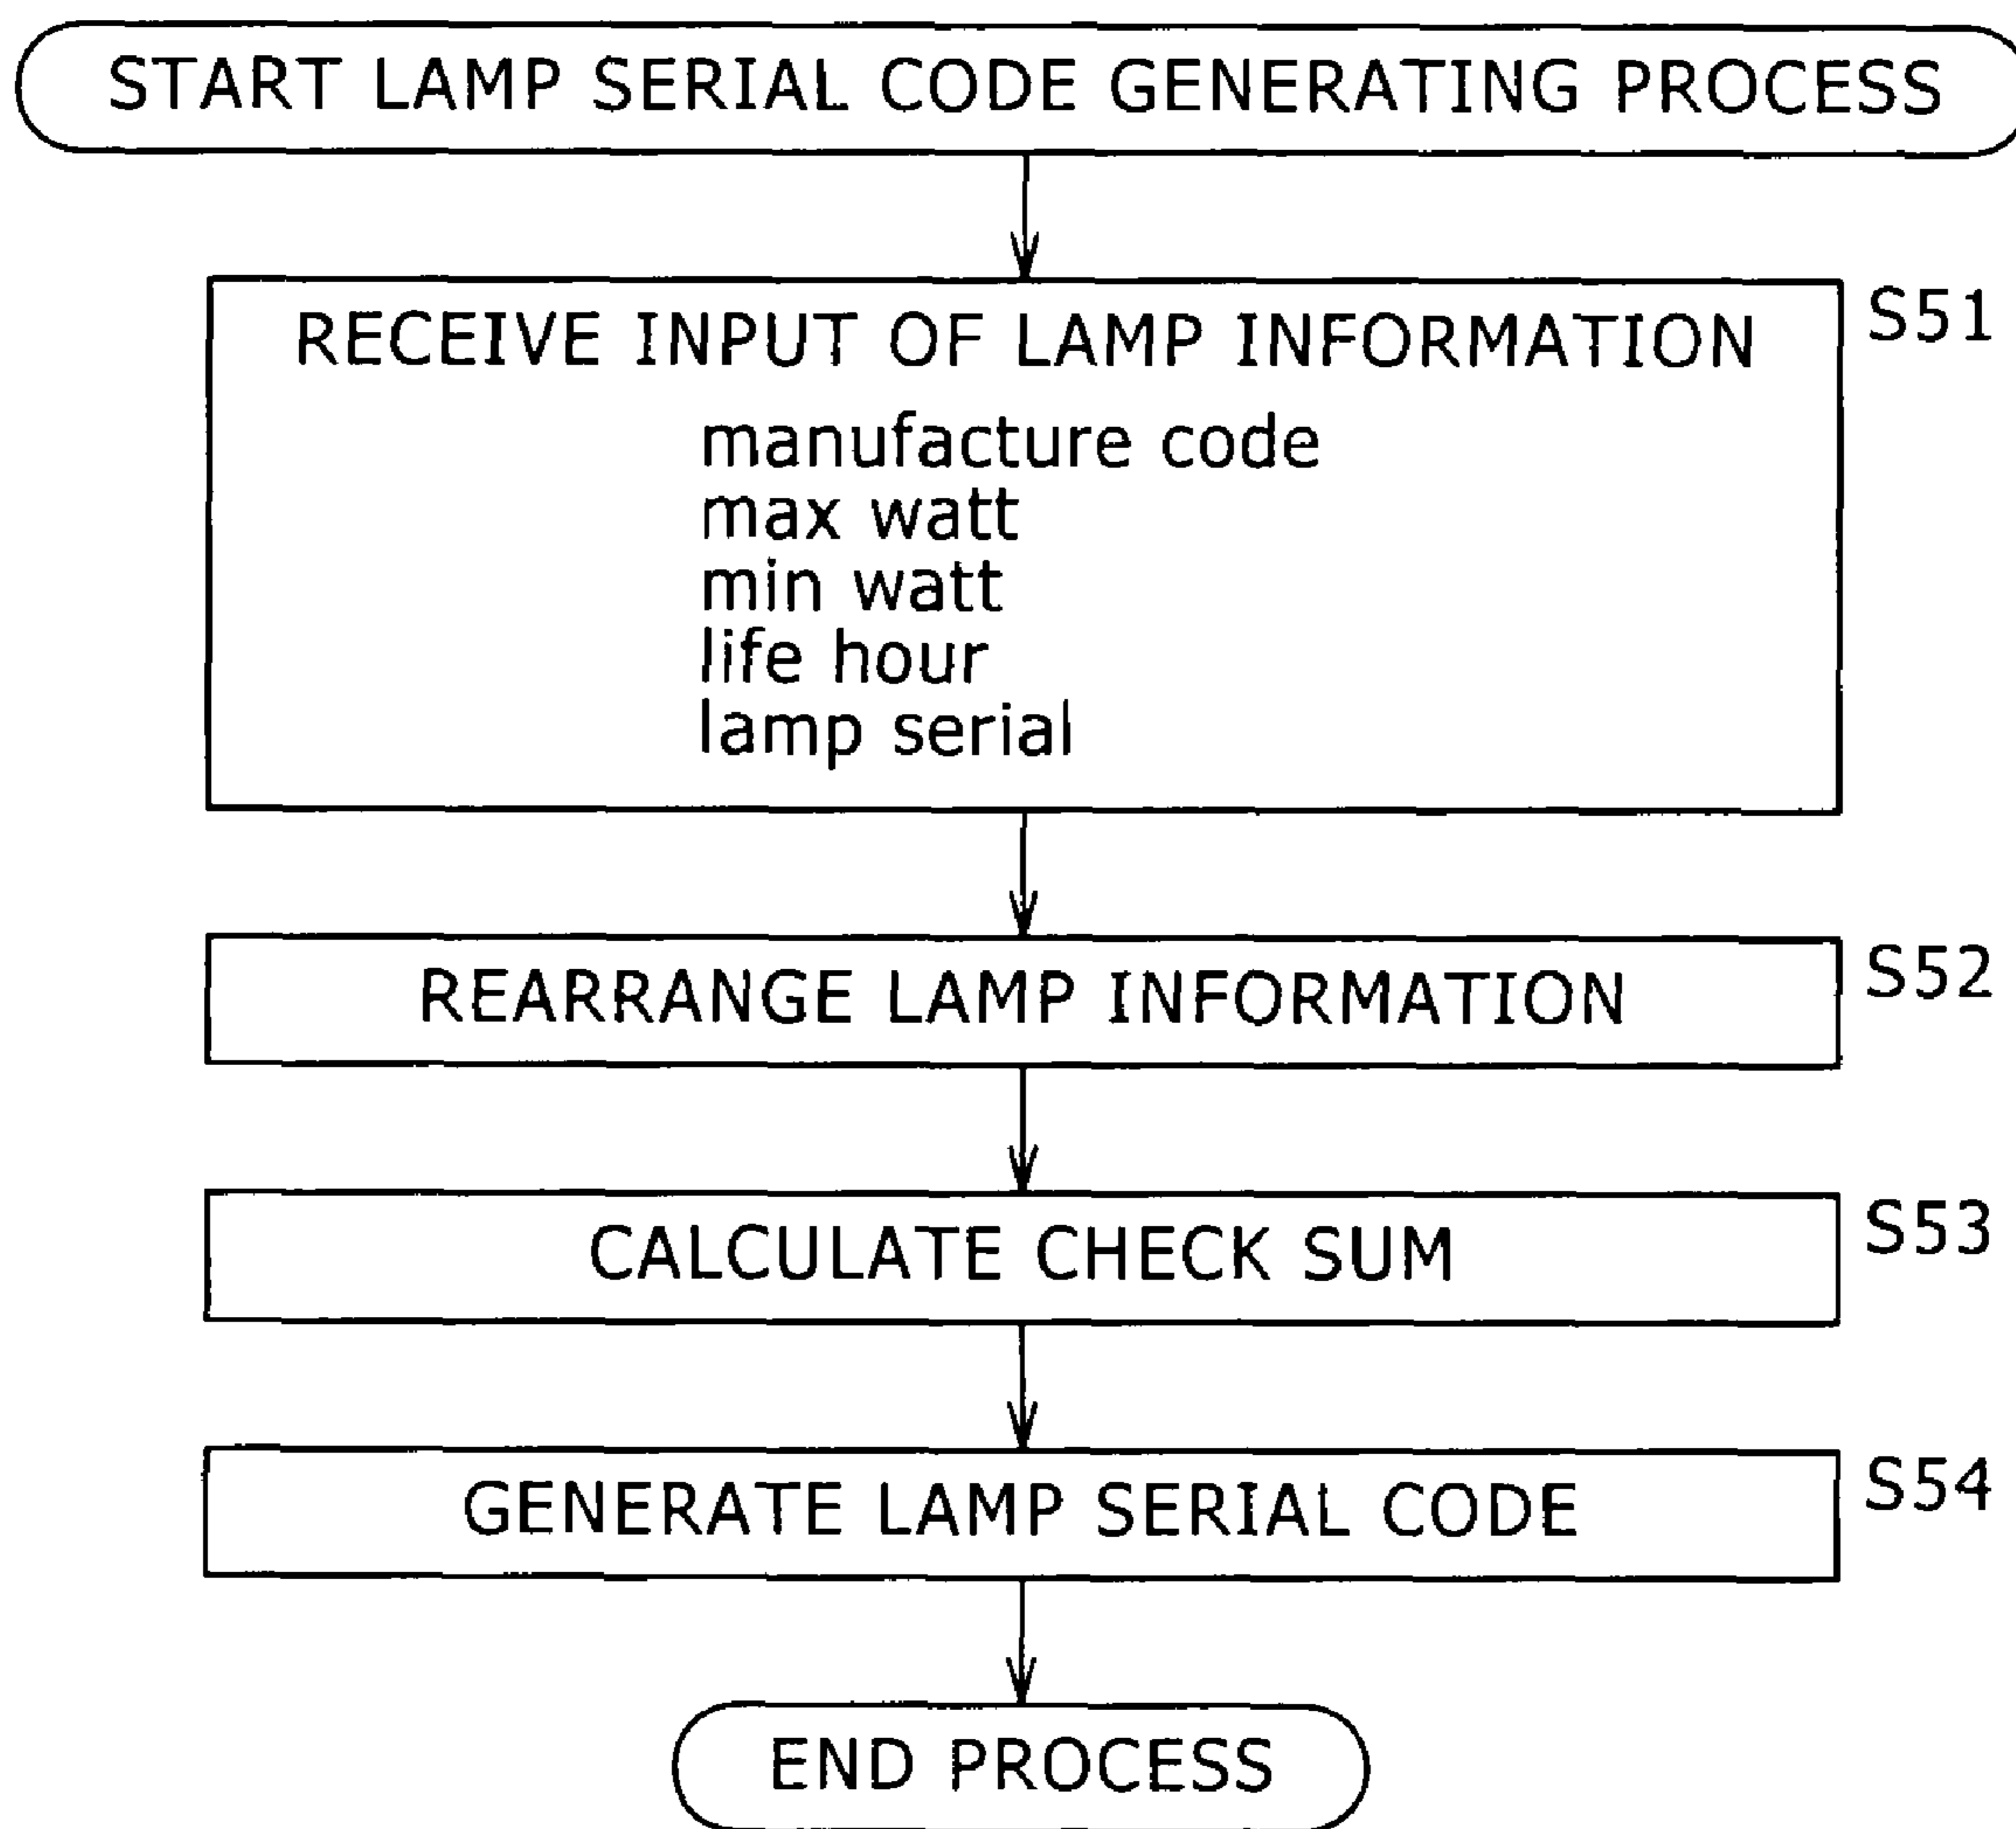 START LAMP SERIAL CODE GENERATING PROCESS
RECEIVE INPUT OF LAMP INFORMATION
S51
manufacture code
max watt
min watt
life hour
lamp serial
REARRANGE LAMP INFORMATION
S52
CALCULATE CHECK SUM
S53
GENERATE LAMP SERIAL CODE
S54
END PROCESS